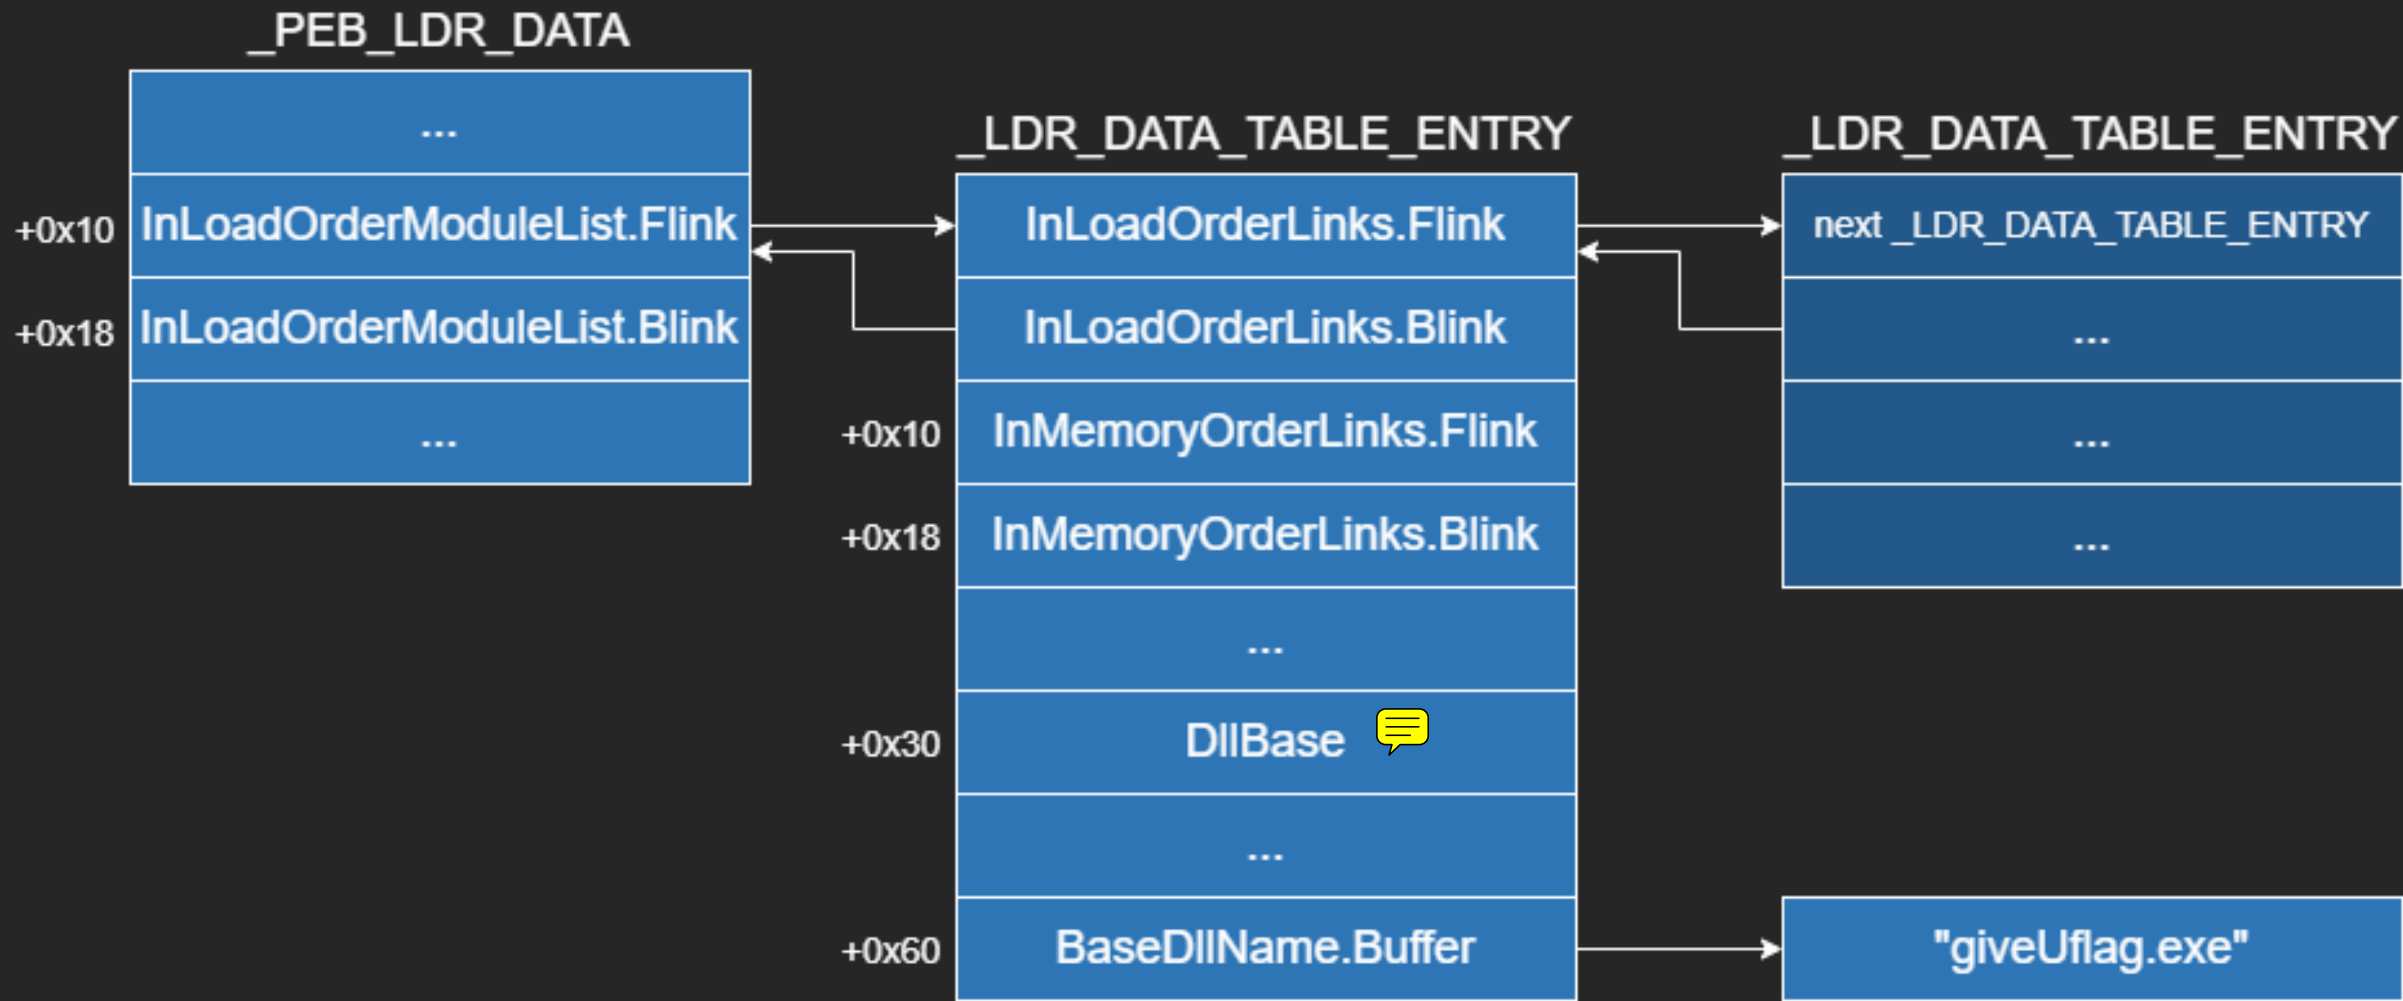 _PEB_LDR_DATA
...
+0x10
InLoadOrderModuleList.Flink
+0x18
InLoadOrderModuleList.Blink
...
_LDR_DATA_TABLE_ENTRY
InLoadOrderLinks.Flink
InLoadOrderLinks.Blink
+0x10
InMemoryOrderLinks.Flink
+0x18
InMemoryOrderLinks.Blink
...
+0x30
DllBase
...
+0x60
BaseDllName.Buffer
_LDR_DATA_TABLE_ENTRY
next _LDR_DATA_TABLE_ENTRY
...
...
...
"giveUflag.exe"